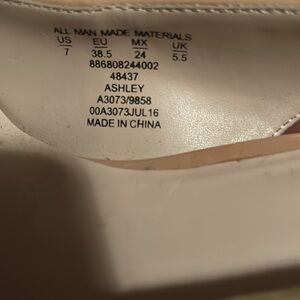 ALL MAN MADE MATERIALS
US EU MX UK
7 38.5 24 5.5
886808244002
48437
ASHLEY
A3073/9858
00A3073JUL16
MADE IN CHINA